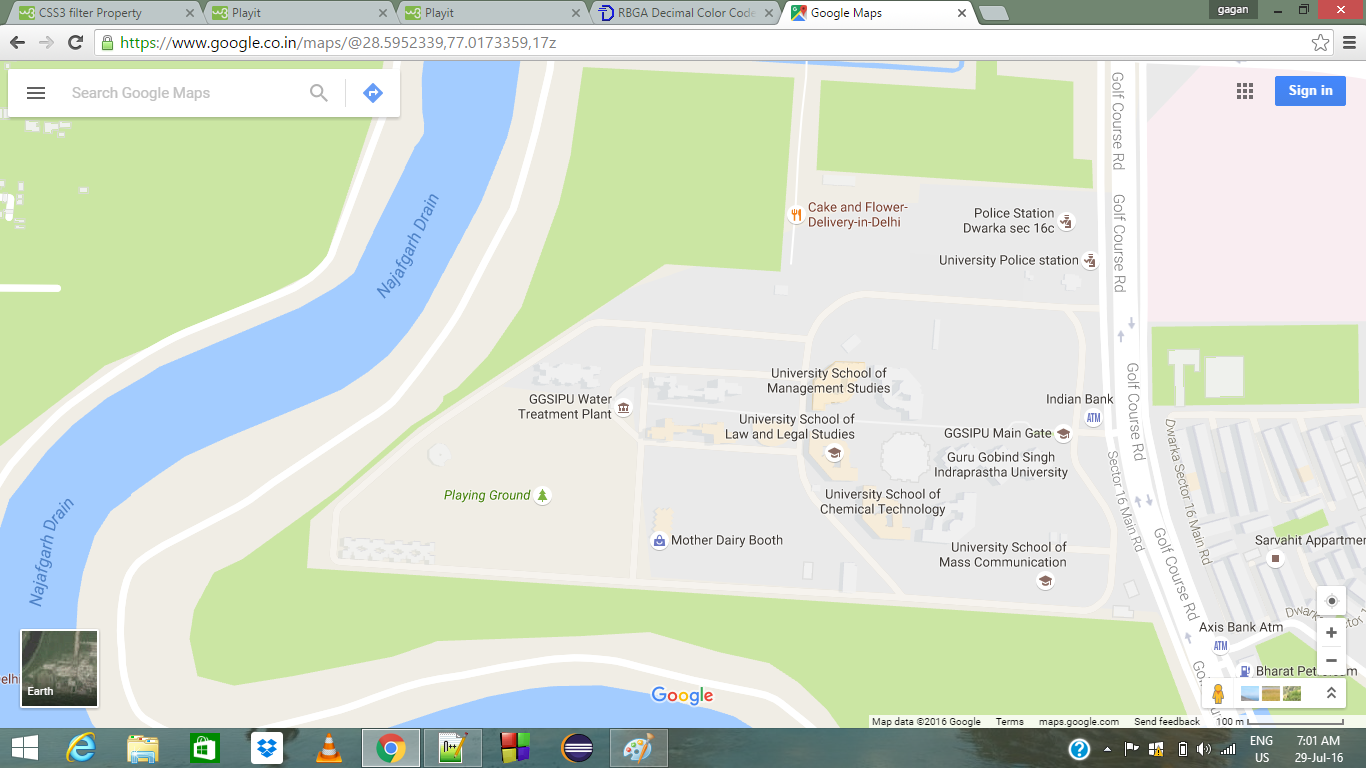 CSS3 filter Property
Playit
Playit
RBGA Decimal Color Code
Google Maps
gagan
https://www.google.co.in/maps/@28.5952339,77.0173359,17z
Search Google Maps
Sign in
Golf Course Rd
Golf Course Rd
Najafgarh Drain
Cake and Flower-
Delivery-in-Delhi
Police Station
Dwarka sec 16c
University Police station
Golf Course Rd
University School of
Management Studies
GGSIPU Water
Treatment Plant
Indian Bank
ATM
University School of
Law and Legal Studies
GGSIPU Main Gate
Guru Gobind Singh
Indraprastha University
Sector 16 Main Rd
Dwarka Sector 16 Main Rd
Playing Ground
University School of
Chemical Technology
Najafgarh Drain
Mother Dairy Booth
University School of
Mass Communication
Golf Course Rd
Sarvahit Appartme
Dwarka Sector 1
Axis Bank Atm
ATM
Bharat Petroleum
Delhi
Earth
Google
Map data ©2016 Google
Terms
maps.google.com
Send feedback
100 m
ENG
US
7:01 AM
29-Jul-16